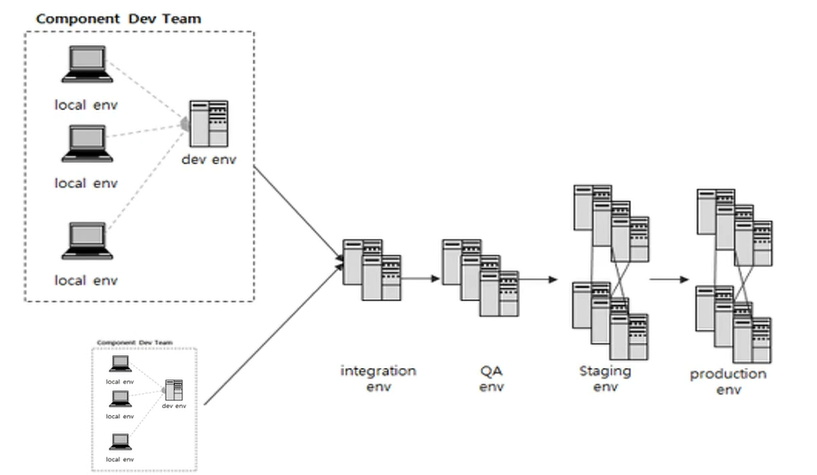 Component Dev Team
local env
dev env
local env
local env
Component Dev Team
local env
dev env
local env
local env
integration
env
QA
env
Staging
env
production
env